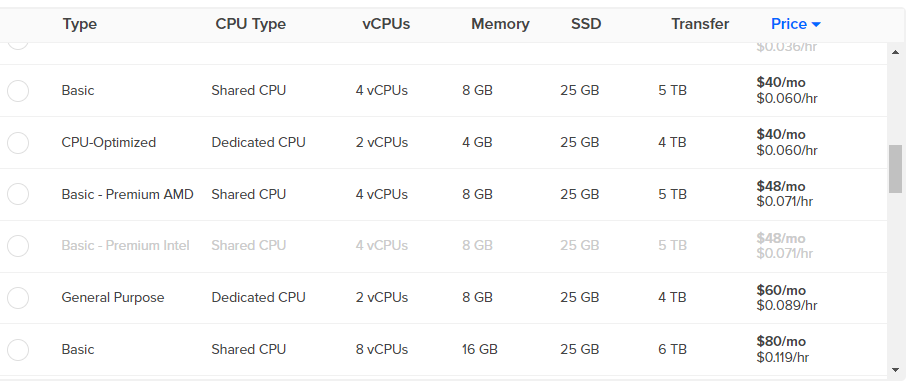 Type CPU Type vCPUs Memory SSD Transfer Price
$0.036/hr
Basic Shared CPU 4 vCPUs 8 GB 25 GB 5 TB $40/mo
$0.060/hr
CPU-Optimized Dedicated CPU 2 vCPUs 4 GB 25 GB 4 TB $40/mo
$0.060/hr
Basic - Premium AMD Shared CPU 4 vCPUs 8 GB 25 GB 5 TB $48/mo
$0.071/hr
Basic - Premium Intel Shared CPU 4 vCPUs 8 GB 25 GB 5 TB $48/mo
$0.071/hr
General Purpose Dedicated CPU 2 vCPUs 8 GB 25 GB 4 TB $60/mo
$0.089/hr
Basic Shared CPU 8 vCPUs 16 GB 25 GB 6 TB $80/mo
$0.119/hr